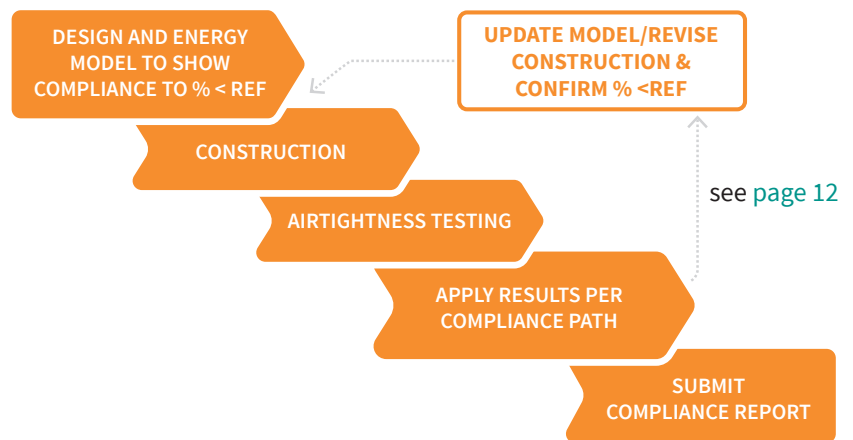 DESIGN AND ENERGY
MODEL TO SHOW
COMPLIANCE TO % < REF
UPDATE MODEL/REVISE
CONSTRUCTION &
CONFIRM % <REF
CONSTRUCTION
see page 12
AIRTIGHTNESS TESTING
APPLY RESULTS PER
COMPLIANCE PATH
SUBMIT
COMPLIANCE REPORT